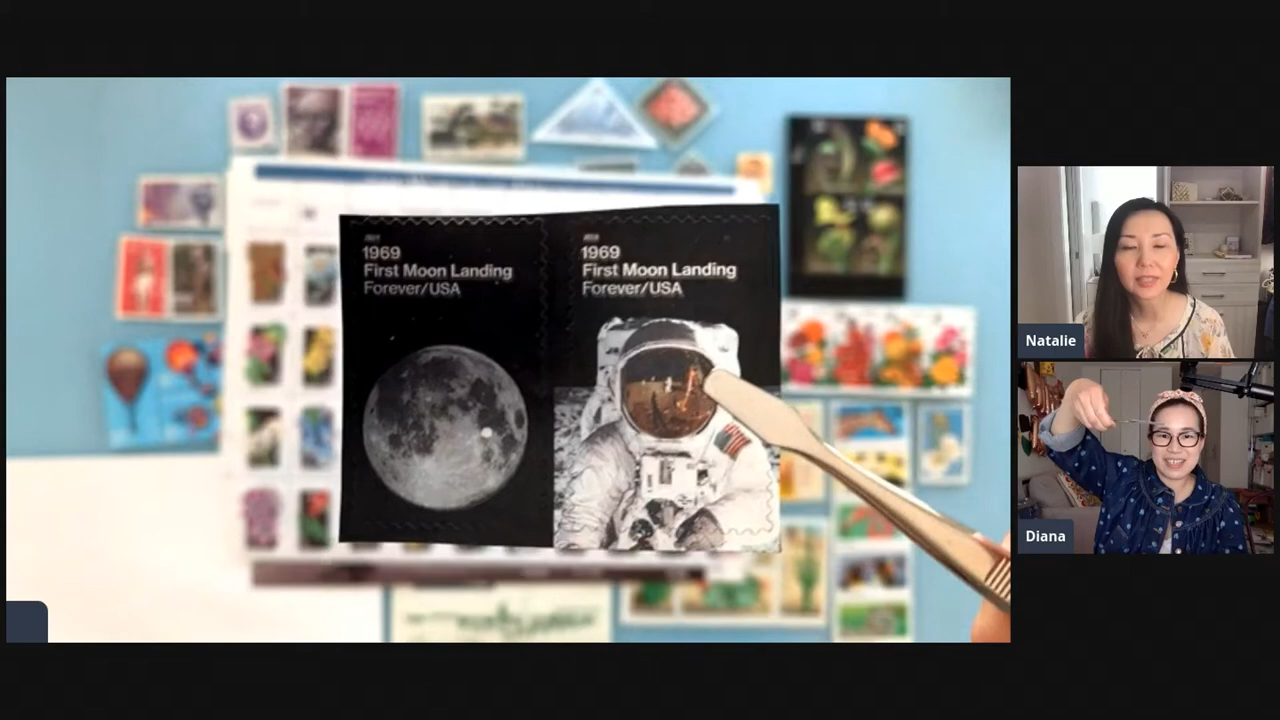 1969
First Moon Landing
Forever/USA
1969
First Moon Landing
Forever/USA
Natalie
Diana